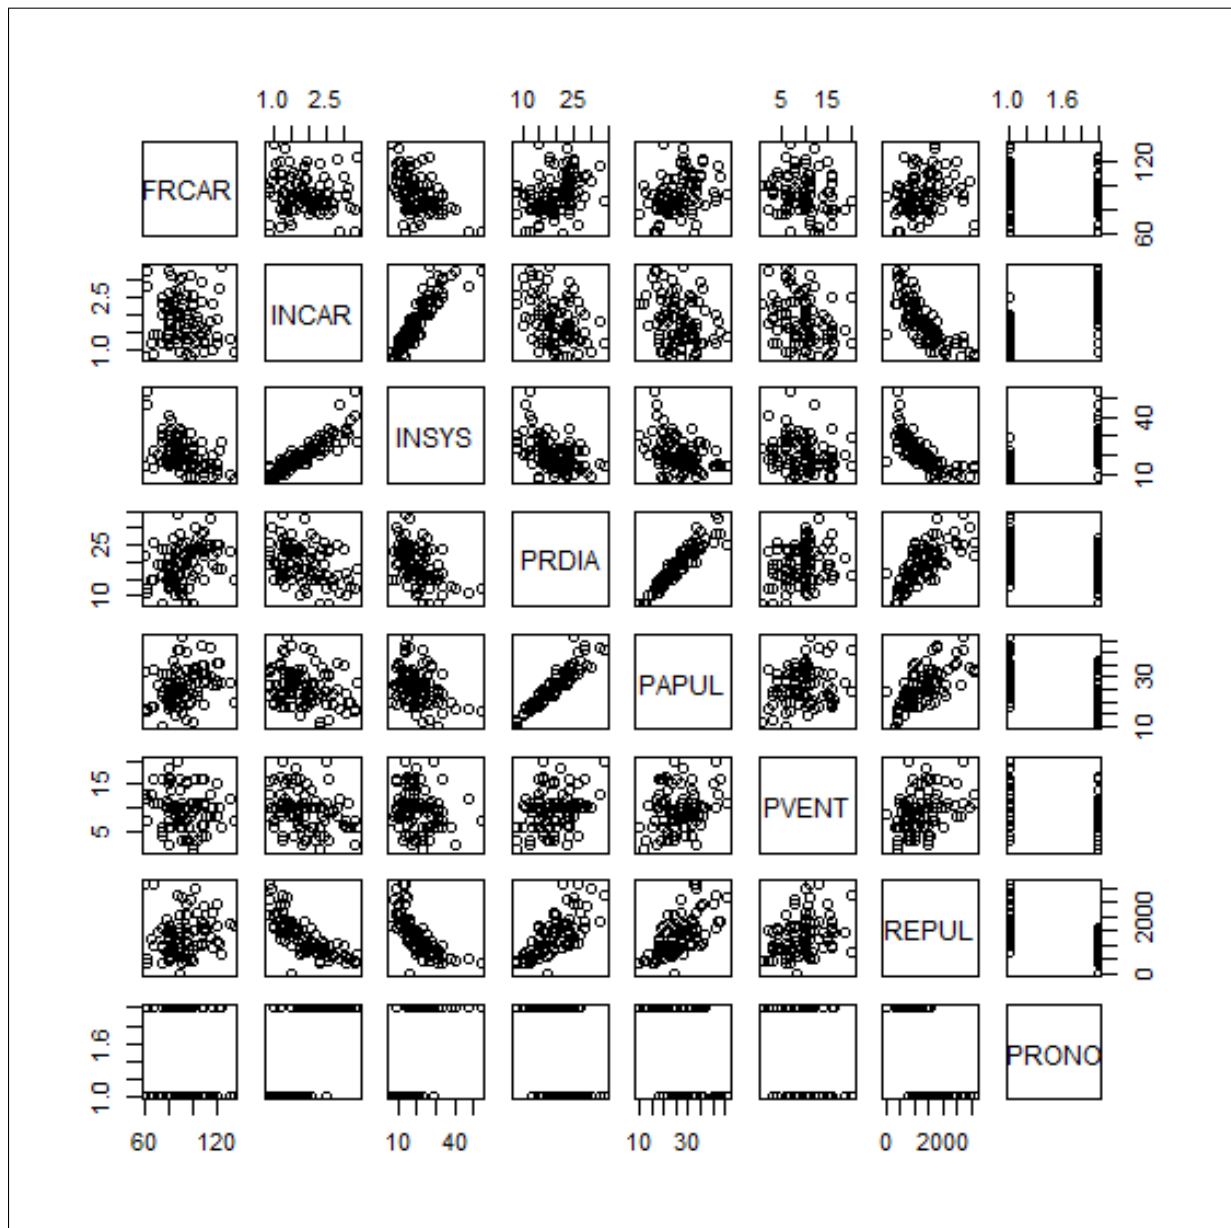 1.0 2.5 10 25 5 15 1.0 1.6
FRCAR 60 120
1.0 2.5 INCAR
INSYS 10 40
10 25 PRDIA
PAPUL 10 30
5 15 PVENT
REPUL 0 2000
1.0 1.6 PRONO
60 120 10 40 10 30 0 2000